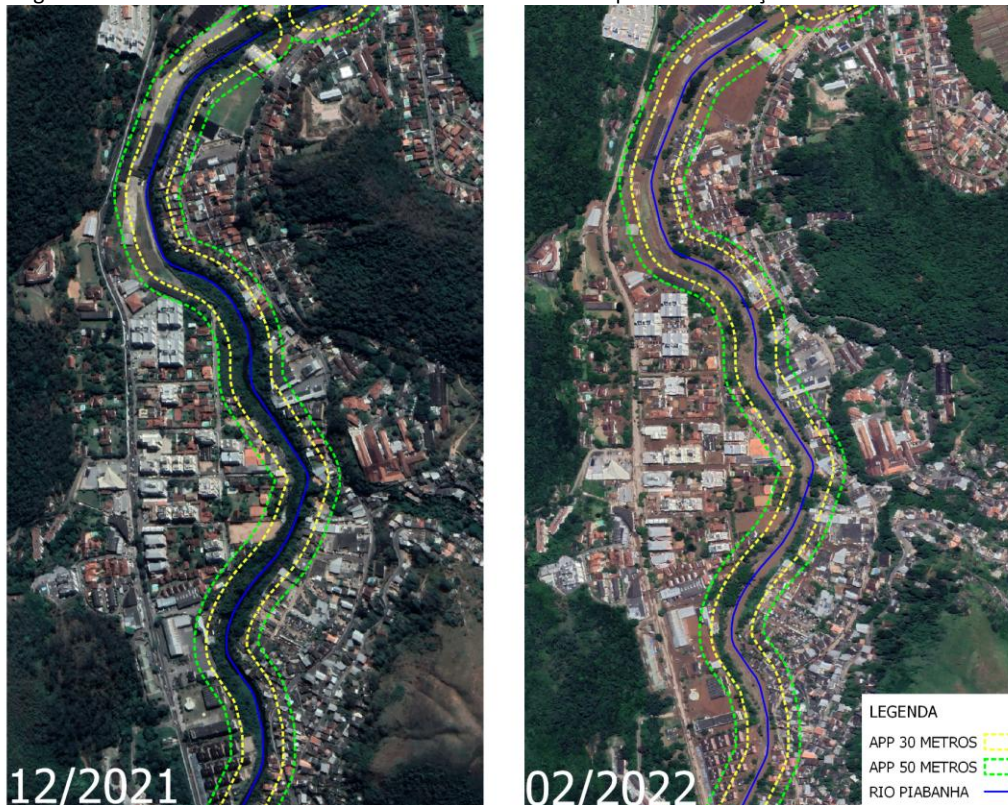 12/2021
02/2022
LEGENDA
APP 30 METROS
APP 50 METROS
RIO PIABANHA